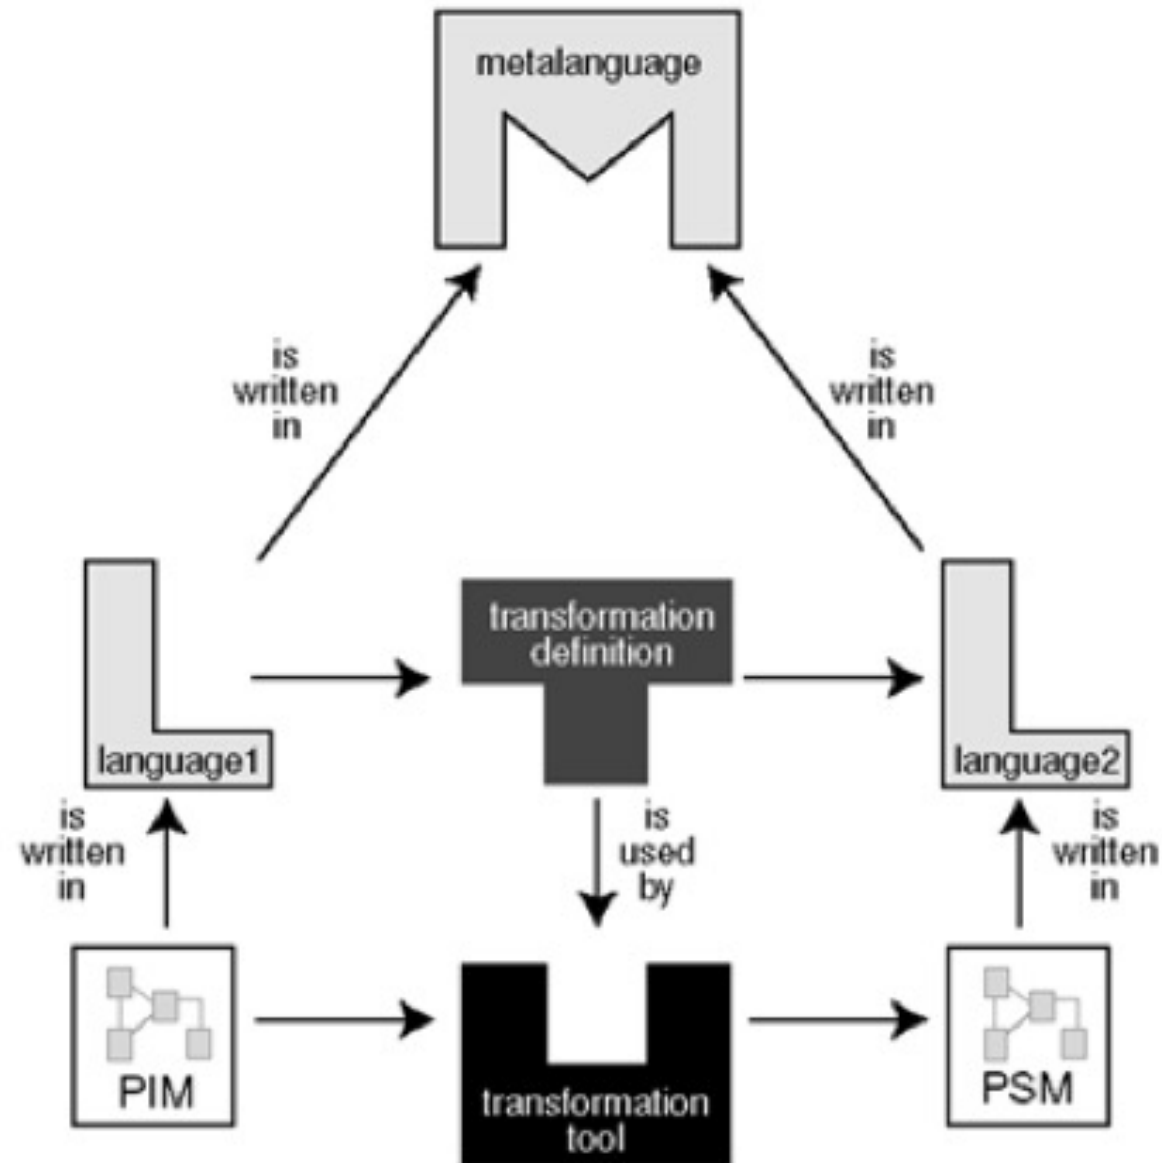 metalanguage
is
written
in
is
written
in
transformation
definition
language1
language2
is
written
in
is
used
by
is
written
in
PIM
PSM
transformation
tool